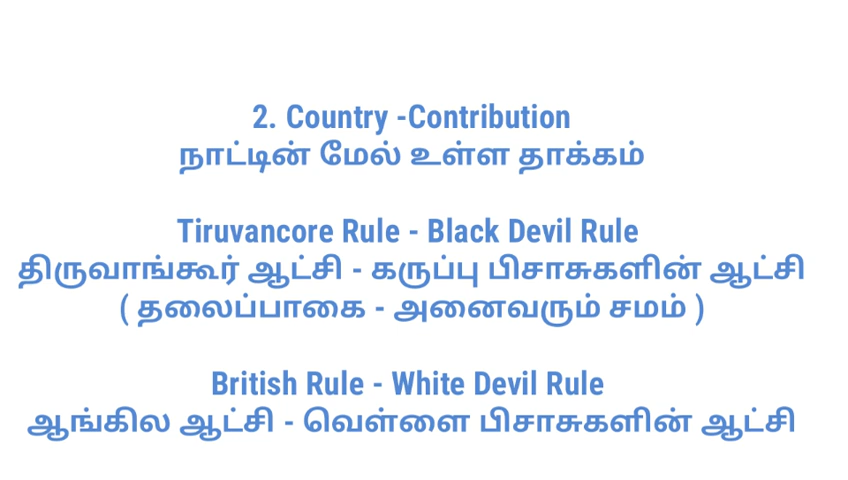 2. Country -Contribution
நாட்டின் மேல் உள்ள தாக்கம்
Tiruvancore Rule - Black Devil Rule
திருவாங்கூர் ஆட்சி - கருப்பு பிசாசுகளின் ஆட்சி
( தலைப்பாகை - அனைவரும் சமம் )
British Rule - White Devil Rule
ஆங்கில ஆட்சி - வெள்ளை பிசாசுகளின் ஆட்சி